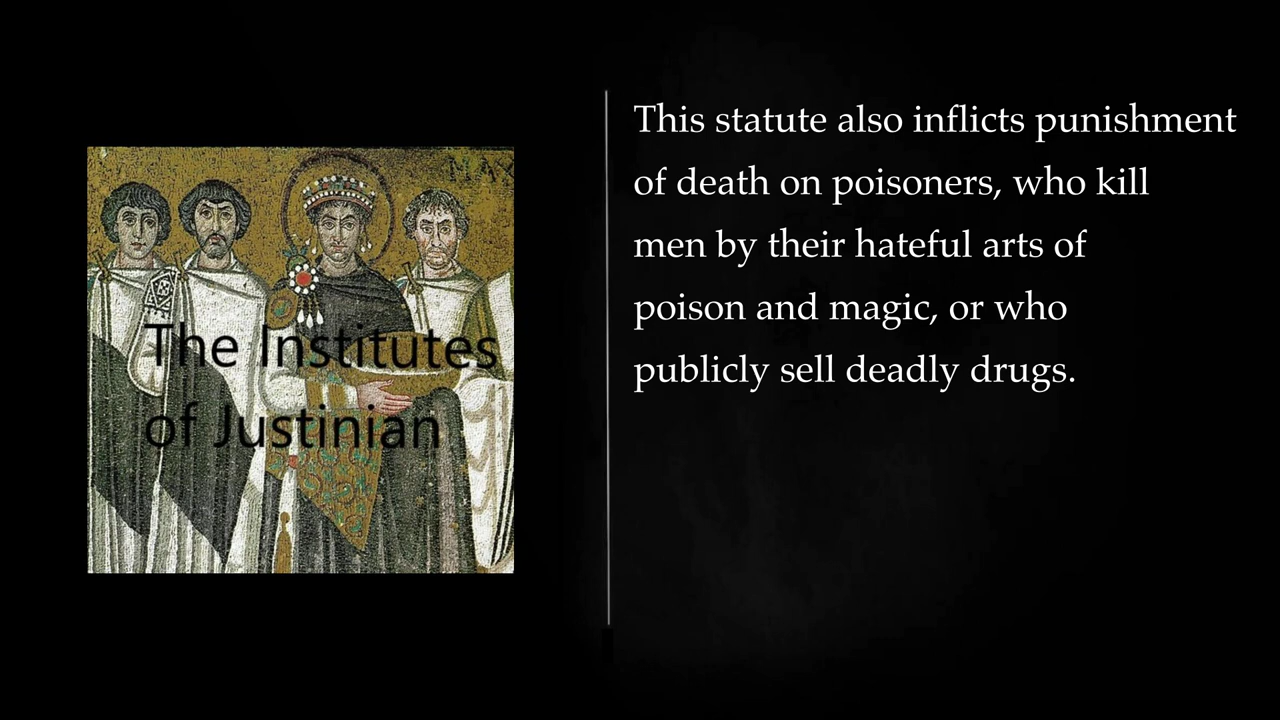 The Institutes
of Justinian
This statute also inflicts punishment
of death on poisoners, who kill
men by their hateful arts of
poison and magic, or who
publicly sell deadly drugs.